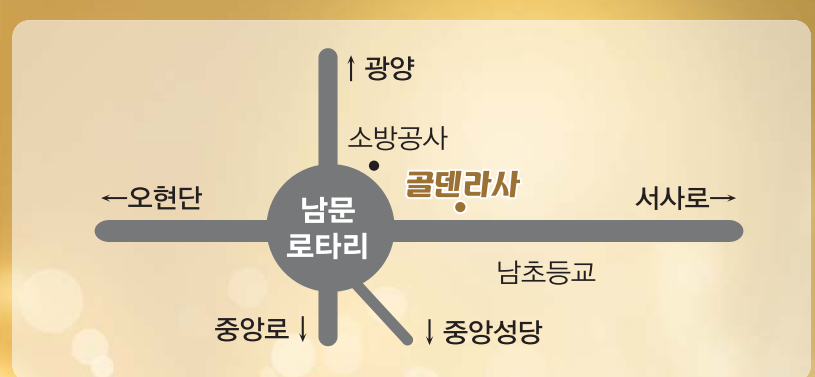 ↑ 광양
소방공사
골덴라사
←오현단
서사로→
남문
로타리
남초등교
중앙로 ↓
↓ 중앙성당